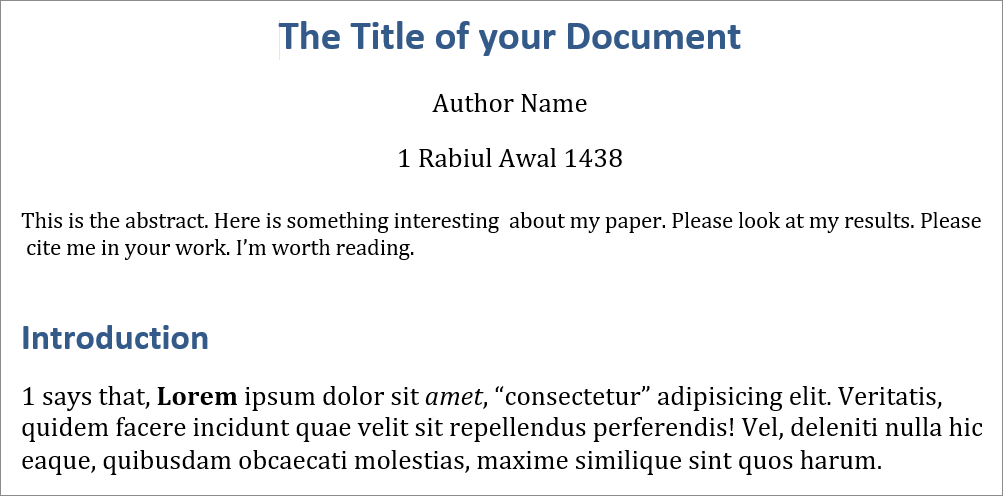 The Title of your Document
Author Name
1 Rabiul Awal 1438
This is the abstract. Here is something interesting  about my paper. Please look at my results. Please
cite me in your work. I’m worth reading.
Introduction
1 says that, Lorem ipsum dolor sit amet, “consectetur” adipisicing elit. Veritatis,
quidem facere incidunt quae velit sit repellendus perferendis! Vel, deleniti nulla hic
eaque, quibusdam obcaecati molestias, maxime similique sint quos harum.